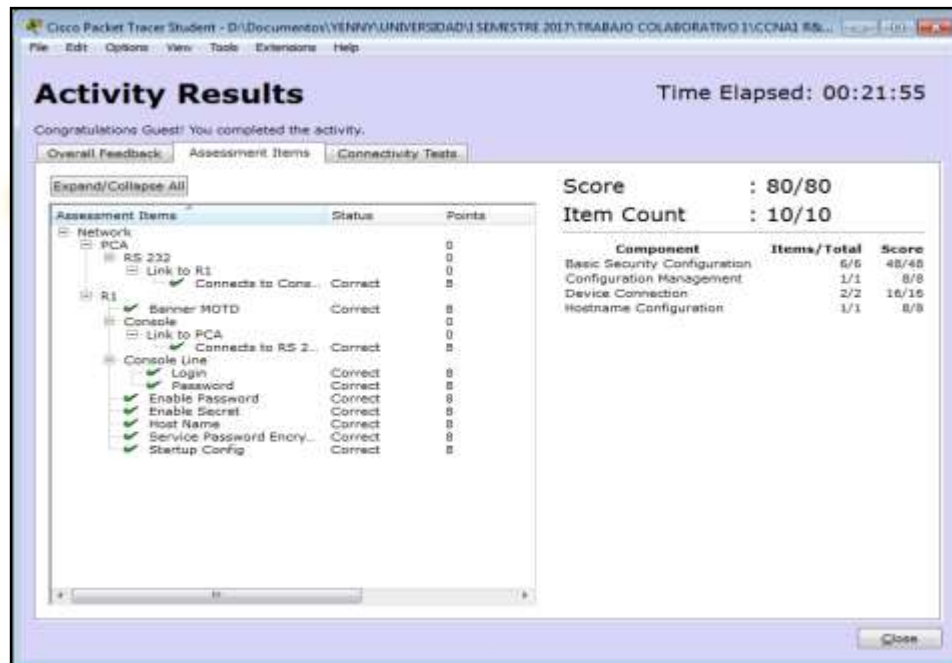 Cisco Packet Tracer Student - D:\Documentos\YENNY\UNIVERSIDAD\I SEMESTRE 2017\TRABAJO COLABORATIVO 1\CCNA1 R&...
File Edit Options View Tools Extensions Help
Activity Results
Time Elapsed: 00:21:55
Congratulations Guest! You completed the activity.
Overall Feedback Assessment Items Connectivity Tests
Expand/Collapse All
Score : 80/80
Item Count : 10/10
Assessment Items Status Points
Network
PCA 0
RS 232 0
Link to R1 0
Connects to Cons... Correct 8
R1
Banner MOTD Correct 8
Console 0
Link to PCA 0
Connects to RS 2... Correct 8
Console Line 0
Login Correct 8
Password Correct 8
Enable Password Correct 8
Enable Secret Correct 8
Host Name Correct 8
Service Password Encry... Correct 8
Startup Config Correct 8
Component Items/Total Score
Basic Security Configuration 6/6 48/48
Configuration Management 1/1 8/8
Device Connection 2/2 16/16
Hostname Configuration 1/1 8/8
Close